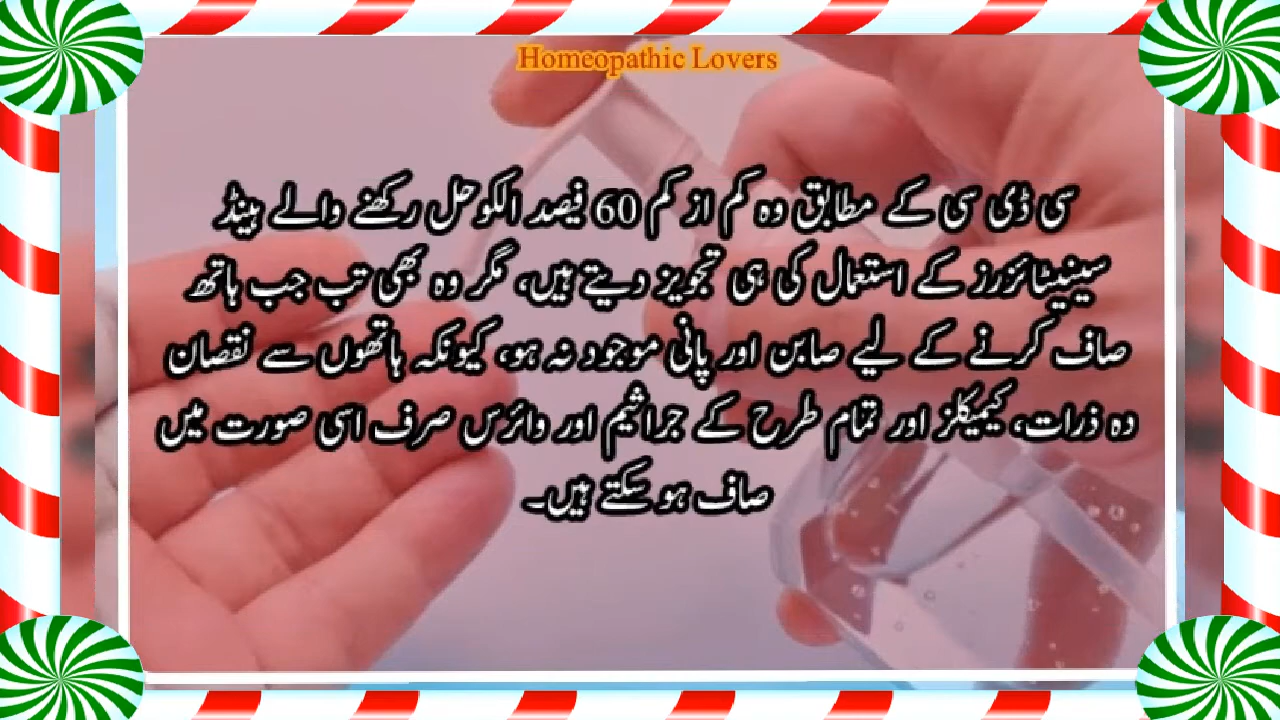 Homeopathic Lovers
سی ڈی سی کے مطابق وہ کم از کم 60 فیصد الکوحل رکھنے والے ہینڈ
سینیٹائزرز کے استعمال کی ہی تجویز دیتے ہیں، مگر وہ بھی تب جب ہاتھ
صاف کرنے کے لیے صابن اور پانی موجود نہ ہو، کیونکہ ہاتھوں سے نقصان
دہ ذرات، کیمیکلز اور تمام طرح کے جراثیم اور وائرس صرف اسی صورت میں
صاف ہو سکتے ہیں۔